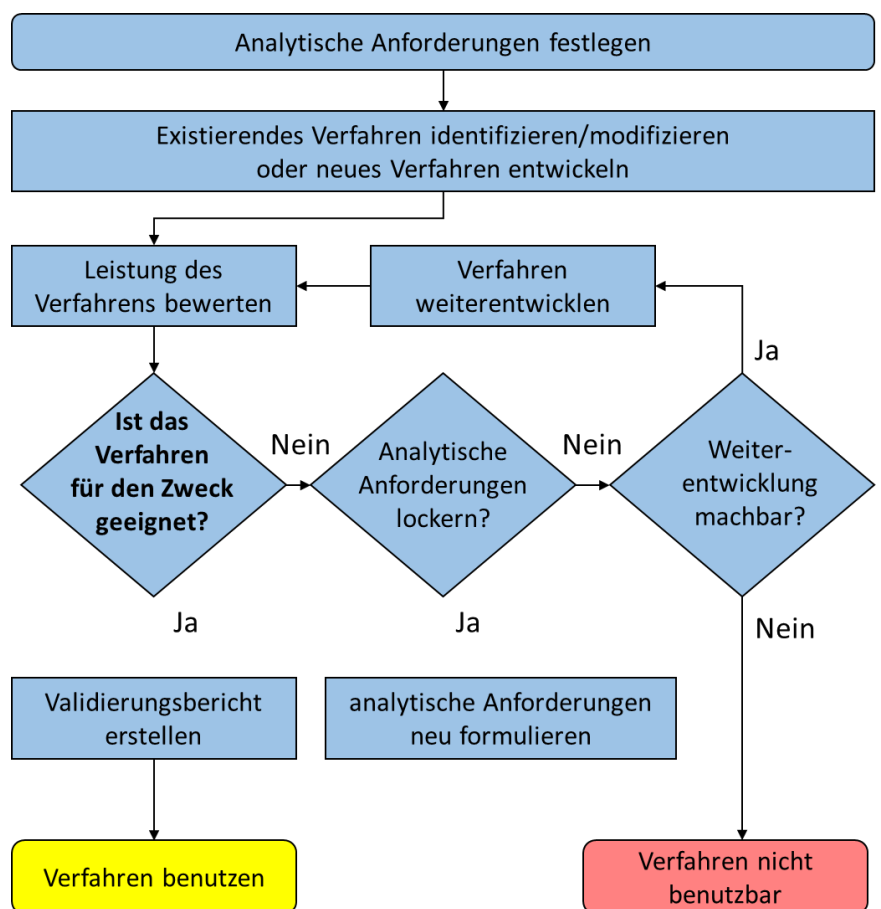 Analytische Anforderungen festlegen
Existierendes Verfahren identifizieren/modifizieren
oder neues Verfahren entwickeln
Leistung des
Verfahrens bewerten
Verfahren
weiterentwicklen
Ja
Ist das
Verfahren
für den Zweck
geeignet?
Nein
Analytische
Anforderungen
lockern?
Nein
Weiter-
entwicklung
machbar?
Ja
Ja
Nein
Validierungsbericht
erstellen
analytische Anforderungen
neu formulieren
Verfahren benutzen
Verfahren nicht
benutzbar